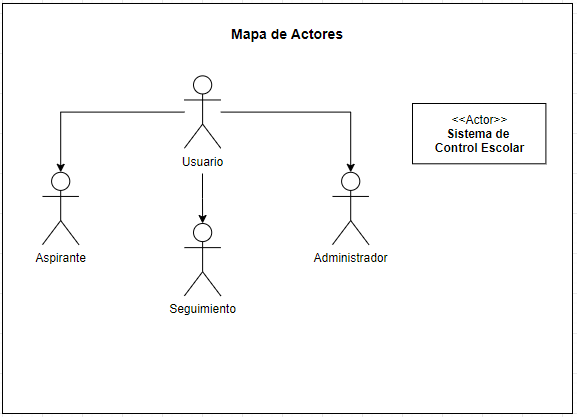 Mapa de Actores
<<Actor>>
Sistema de
Control Escolar
Usuario
Aspirante
Administrador
Seguimiento